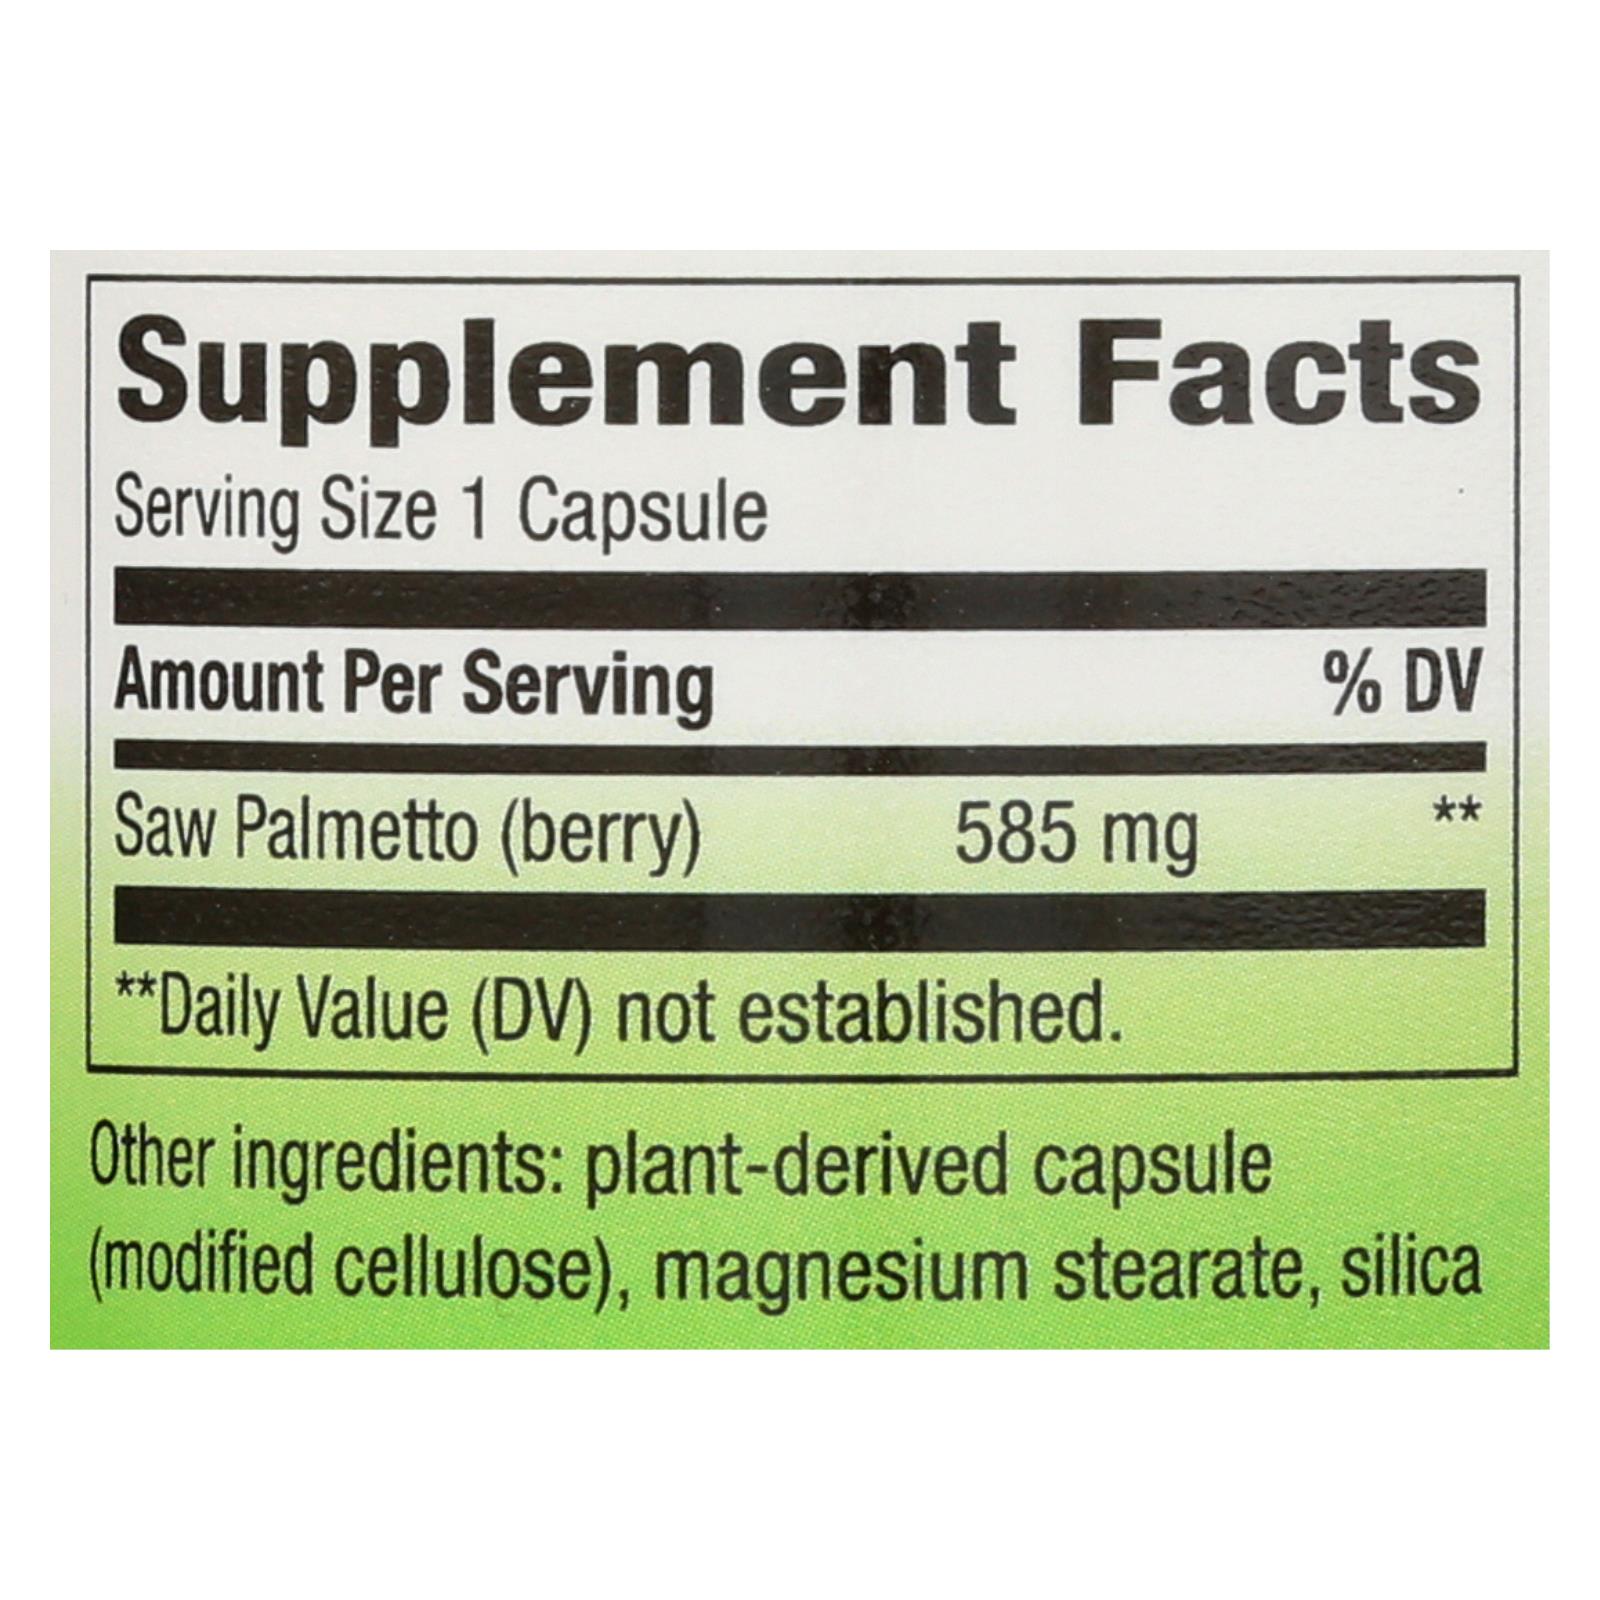 Supplement Facts
Serving Size 1 Capsule
Amount Per Serving % DV
Saw Palmetto (berry) 585 mg **
**Daily Value (DV) not established.
Other ingredients: plant-derived capsule
(modified cellulose), magnesium stearate, silica